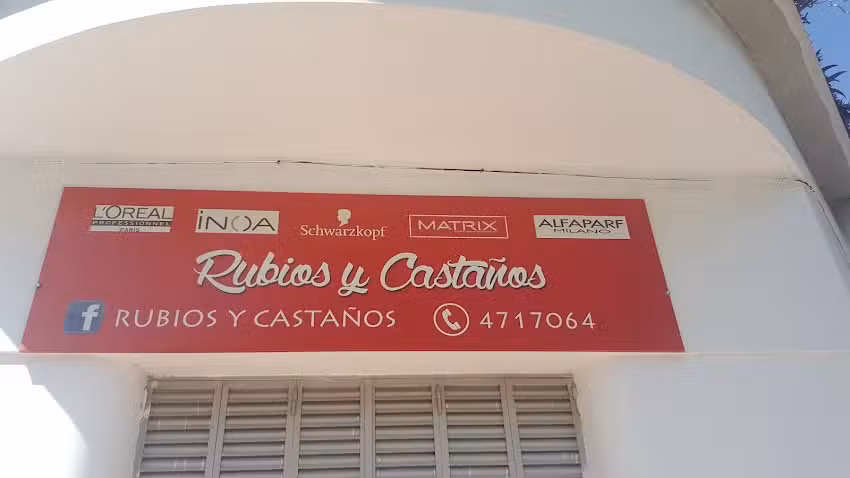 L'OREAL PROFESSIONNEL PARIS
iNOA
Schwarzkopf
MATRIX
ALFAPARF MILANO
Rubios y Castaños
f RUBIOS Y CASTAÑOS 4717064